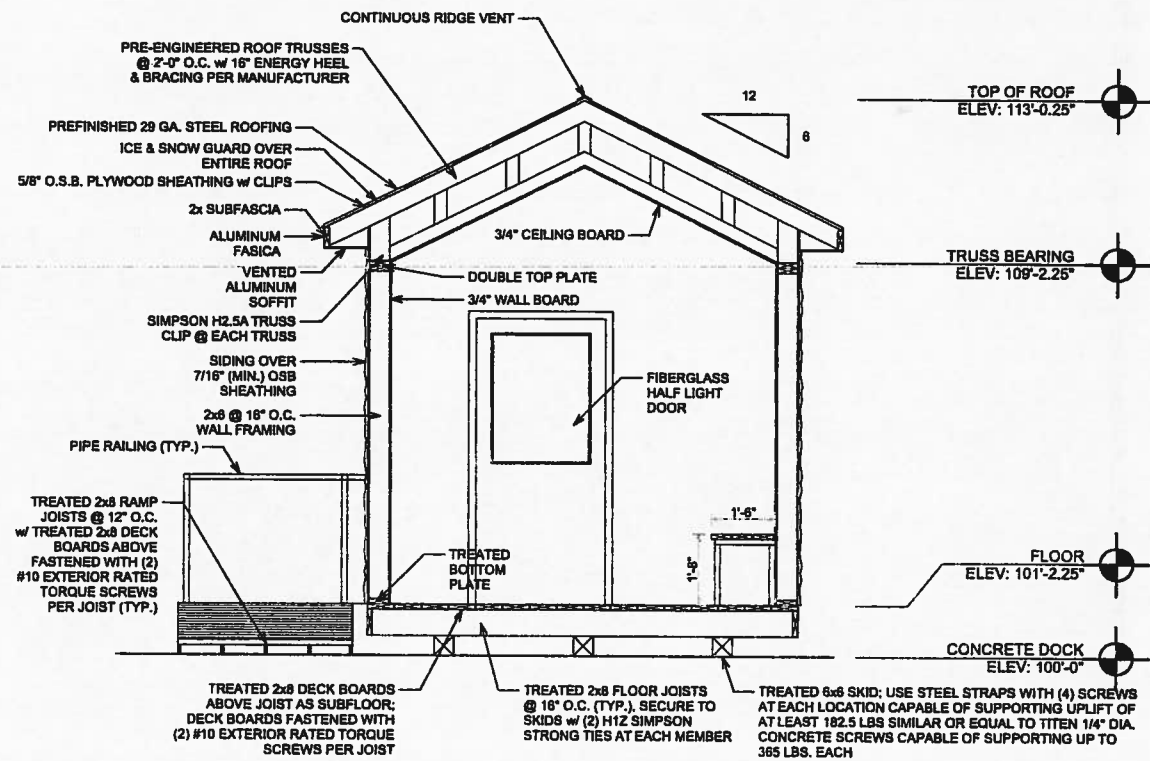 CONTINUOUS RIDGE VENT
PRE-ENGINEERED ROOF TRUSSES
@ 2'-0" O.C. w/ 16" ENERGY HEEL
& BRACING PER MANUFACTURER
PREFINISHED 29 GA. STEEL ROOFING
ICE & SNOW GUARD OVER
ENTIRE ROOF
5/8" O.S.B. PLYWOOD SHEATHING w/ CLIPS
2x SUBFASCIA
ALUMINUM
FASICA
VENTED
ALUMINUM
SOFFIT
SIMPSON H2.5A TRUSS
CLIP @ EACH TRUSS
SIDING OVER
7/16" (MIN.) OSB
SHEATHING
2x6 @ 16" O.C.
WALL FRAMING
PIPE RAILING (TYP.)
TREATED 2x8 RAMP
JOISTS @ 12" O.C.
w/ TREATED 2x8 DECK
BOARDS ABOVE
FASTENED WITH (2)
#10 EXTERIOR RATED
TORQUE SCREWS
PER JOIST (TYP.)
12
6
3/4" CEILING BOARD
DOUBLE TOP PLATE
3/4" WALL BOARD
FIBERGLASS
HALF LIGHT
DOOR
1'-6"
1'-8"
TREATED
BOTTOM
PLATE
TOP OF ROOF
ELEV: 113'-0.25"
TRUSS BEARING
ELEV: 109'-2.25"
FLOOR
ELEV: 101'-2.25"
CONCRETE DOCK
ELEV: 100'-0"
TREATED 2x8 DECK BOARDS
ABOVE JOIST AS SUBFLOOR;
DECK BOARDS FASTENED WITH
(2) #10 EXTERIOR RATED TORQUE
SCREWS PER JOIST
TREATED 2x8 FLOOR JOISTS
@ 16" O.C. (TYP.), SECURE TO
SKIDS w/ (2) H1Z SIMPSON
STRONG TIES AT EACH MEMBER
TREATED 6x6 SKID; USE STEEL STRAPS WITH (4) SCREWS
AT EACH LOCATION CAPABLE OF SUPPORTING UPLIFT OF
AT LEAST 182.5 LBS SIMILAR OR EQUAL TO TITEN 1/4" DIA.
CONCRETE SCREWS CAPABLE OF SUPPORTING UP TO
365 LBS. EACH